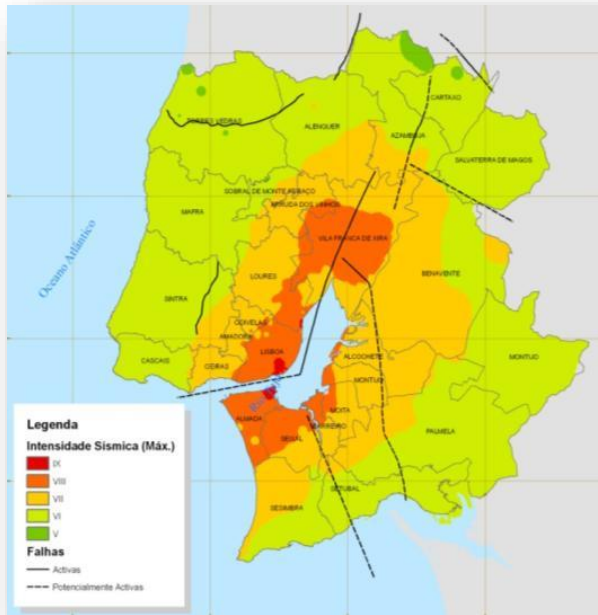 CARTAXO
TORRES VEDRAS
ALENQUER
AZAMBUJA
SALVATERRA DE MAGOS
SOBRAL DE MONTE AGRAÇO
ARRUDA DOS VINHOS
MAFRA
VILA FRANCA DE XIRA
Oceano Atlântico
BENAVENTE
LOURES
SINTRA
ODIVELAS
AMADORA
LISBOA
CASCAIS
OEIRAS
ALCOCHETE
MONTIJO
MONTIJO
ALMADA
MOITA
BARREIRO
SEIXAL
PALMELA
SETUBAL
SESIMBRA
Legenda
Intensidade Sísmica (Máx.)
IX
VIII
VII
VI
V
Falhas
Activas
Potencialmente Activas